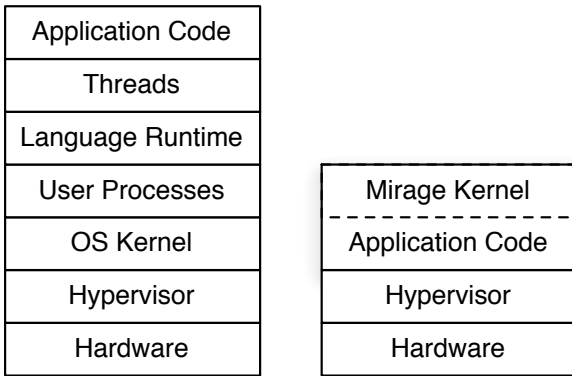 Application Code
Threads
Language Runtime
User Processes
OS Kernel
Hypervisor
Hardware
Mirage Kernel
Application Code
Hypervisor
Hardware